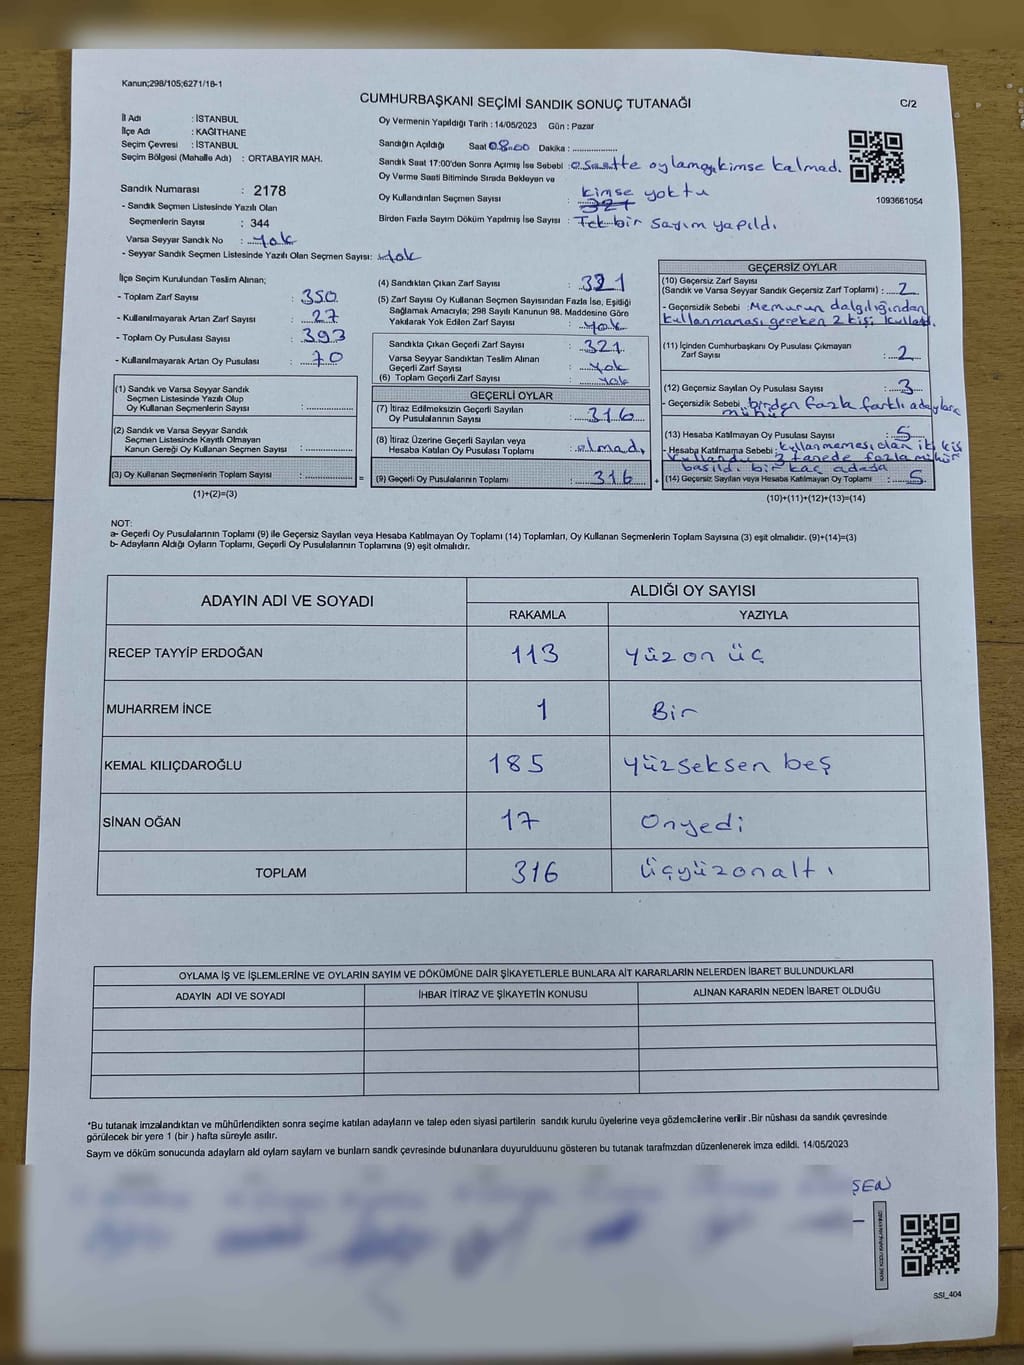 Kanun;298/105;6271/18-1
CUMHURBAŞKANI SEÇİMİ SANDIK SONUÇ TUTANAĞI
C/2
İl Adı : İSTANBUL
İlçe Adı : KAĞITHANE
Seçim Çevresi : İSTANBUL
Seçim Bölgesi (Mahalle Adı) : ORTABAYIR MAH.
Sandık Numarası : 2178
- Sandık Seçmen Listesinde Yazılı Olan
Seçmenlerin Sayısı : 344
Varsa Seyyar Sandık No : yok
- Seyyar Sandık Seçmen Listesinde Yazılı Olan Seçmen Sayısı: yok
Oy Vermenin Yapıldığı Tarih : 14/05/2023 Gün : Pazar
Sandığın Açıldığı Saat 08.00 Dakika :
Sandık Saat 17:00'den Sonra Açılmış İse Sebebi : o saatte oylamaya kimse kalmadı.
Oy Verme Saati Bitiminde Sırada Bekleyen ve
Oy Kullandırılan Seçmen Sayısı : kimse yoktu
321
Birden Fazla Sayım Döküm Yapılmış İse Sayısı : Tek bir sayım yapıldı.
1093661054
İlçe Seçim Kurulundan Teslim Alınan;
- Toplam Zarf Sayısı : 350
- Kullanılmayarak Artan Zarf Sayısı : 27
- Toplam Oy Pusulası Sayısı : 393
- Kullanılmayarak Artan Oy Pusulası : 70
(1) Sandık ve Varsa Seyyar Sandık
Seçmen Listesinde Yazılı Olup
Oy Kullanan Seçmenlerin Sayısı :
(2) Sandık ve Varsa Seyyar Sandık
Seçmen Listesinde Kayıtlı Olmayan
Kanun Gereği Oy Kullanan Seçmen Sayısı :
(3) Oy Kullanan Seçmenlerin Toplam Sayısı : =
(1)+(2)=(3)
(4) Sandıktan Çıkan Zarf Sayısı : 321
(5) Zarf Sayısı Oy Kullanan Seçmen Sayısından Fazla İse, Eşitliği
Sağlamak Amacıyla; 298 Sayılı Kanunun 98. Maddesine Göre
Yakılarak Yok Edilen Zarf Sayısı : yok
Sandıkta Çıkan Geçerli Zarf Sayısı : 321
Varsa Seyyar Sandıktan Teslim Alınan
Geçerli Zarf Sayısı : yok
(6) Toplam Geçerli Zarf Sayısı : yok
GEÇERLİ OYLAR
(7) İtiraz Edilmeksizin Geçerli Sayılan
Oy Pusulalarının Sayısı : 316
(8) İtiraz Üzerine Geçerli Sayılan veya
Hesaba Katılan Oy Pusulası Toplamı : olmadı
(9) Geçerli Oy Pusulalarının Toplamı : 316 +
GEÇERSİZ OYLAR
(10) Geçersiz Zarf Sayısı
(Sandık ve Varsa Seyyar Sandık Geçersiz Zarf Toplamı) : 2
- Geçersizlik Sebebi : Memurun dalgılığından
kullanmaması gereken 2 kişi kullandı.
(11) İçinden Cumhurbaşkanı Oy Pusulası Çıkmayan
Zarf Sayısı : 2
(12) Geçersiz Sayılan Oy Pusulası Sayısı : 3
- Geçersizlik Sebebi : birden fazla farklı adaylara
mühür
(13) Hesaba Katılmayan Oy Pusulası Sayısı : 5
- Hesaba Katılmama Sebebi : kullanmaması olan iki kişi
kullandı 3 tanede fazla mühür
basıldı bir kaç adada
(14) Geçersiz Sayılan veya Hesaba Katılmayan Oy Toplamı : 5
(10)+(11)+(12)+(13)=(14)
NOT:
a- Geçerli Oy Pusulalarının Toplamı (9) ile Geçersiz Sayılan veya Hesaba Katılmayan Oy Toplamı (14) Toplamları, Oy Kullanan Seçmenlerin Toplam Sayısına (3) eşit olmalıdır. (9)+(14)=(3)
b- Adayların Aldığı Oyların Toplamı, Geçerli Oy Pusulalarının Toplamına (9) eşit olmalıdır.
ADAYIN ADI VE SOYADI ALDIĞI OY SAYISI
RAKAMLA YAZIYLA
RECEP TAYYİP ERDOĞAN 113 yüz on üç
MUHARREM İNCE 1 Bir
KEMAL KILIÇDAROĞLU 185 yüzseksen beş
SİNAN OĞAN 17 Onyedi
TOPLAM 316 üçyüzonaltı
OYLAMA İŞ VE İŞLEMLERİNE VE OYLARIN SAYIM VE DÖKÜMÜNE DAİR ŞİKAYETLERLE BUNLARA AİT KARARLARIN NELERDEN İBARET BULUNDUKLARI
ADAYIN ADI VE SOYADI İHBAR İTİRAZ VE ŞİKAYETİN KONUSU ALINAN KARARIN NEDEN İBARET OLDUĞU
*Bu tutanak imzalandıktan ve mühürlendikten sonra seçime katılan adayların ve talep eden siyasi partilerin sandık kurulu üyelerine veya gözlemcilerine verilir .Bir nüshası da sandık çevresinde
görülecek bir yere 1 (bir ) hafta süreyle asılır.
Sayım ve döküm sonucunda adayların ald oyların sayları ve bunların sandk çevresinde bulunanlara duyurulduunu gösteren bu tutanak tarafmzdan düzenlenerek imza edildi. 14/05/2023
ŞEN
SSI_404